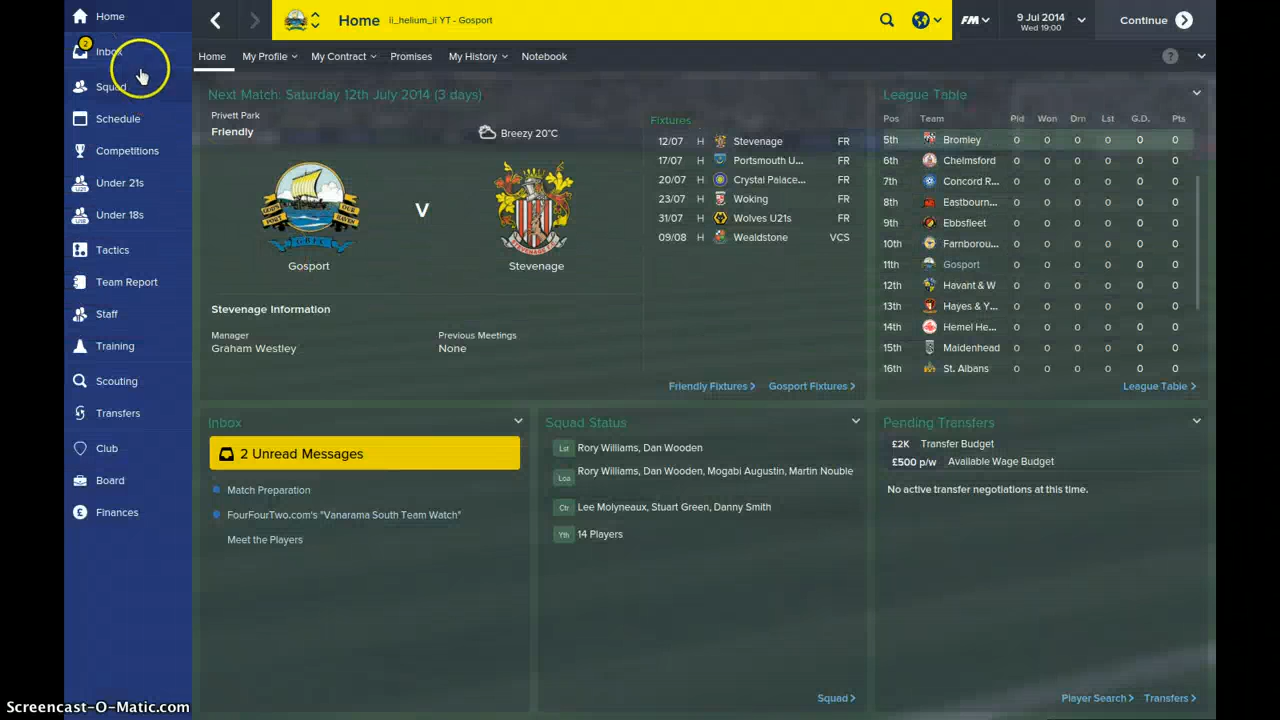 Home
Inbox
2
Squad
Schedule
Competitions
Under 21s
Under 18s
Tactics
Team Report
Staff
Training
Scouting
Transfers
Club
Board
Finances
Home ii_helium_ii YT - Gosport
FM
9 Jul 2014
Wed 19:00
Continue
Home My Profile My Contract Promises My History Notebook
?
Next Match: Saturday 12th July 2014 (3 days)
Privett Park
Friendly
Breezy 20°C
V
Gosport
Stevenage
Stevenage Information
Manager
Graham Westley
Previous Meetings
None
Fixtures
12/07 H Stevenage FR
17/07 H Portsmouth U... FR
20/07 H Crystal Palace... FR
23/07 H Woking FR
31/07 H Wolves U21s FR
09/08 H Wealdstone VCS
Friendly Fixtures > Gosport Fixtures >
League Table
Pos Team Pld Won Drn Lst G.D. Pts
5th Bromley 0 0 0 0 0 0
6th Chelmsford 0 0 0 0 0 0
7th Concord R... 0 0 0 0 0 0
8th Eastbourn... 0 0 0 0 0 0
9th Ebbsfleet 0 0 0 0 0 0
10th Farnborou... 0 0 0 0 0 0
11th Gosport 0 0 0 0 0 0
12th Havant & W 0 0 0 0 0 0
13th Hayes & Y... 0 0 0 0 0 0
14th Hemel He... 0 0 0 0 0 0
15th Maidenhead 0 0 0 0 0 0
16th St. Albans 0 0 0 0 0 0
League Table >
Inbox
2 Unread Messages
Match Preparation
FourFourTwo.com's "Vanarama South Team Watch"
Meet the Players
Squad Status
Lst Rory Williams, Dan Wooden
Loa Rory Williams, Dan Wooden, Mogabi Augustin, Martin Nouble
Ctr Lee Molyneaux, Stuart Green, Danny Smith
Yth 14 Players
Squad >
Pending Transfers
£2K Transfer Budget
£500 p/w Available Wage Budget
No active transfer negotiations at this time.
Player Search > Transfers >
Screencast-O-Matic.com